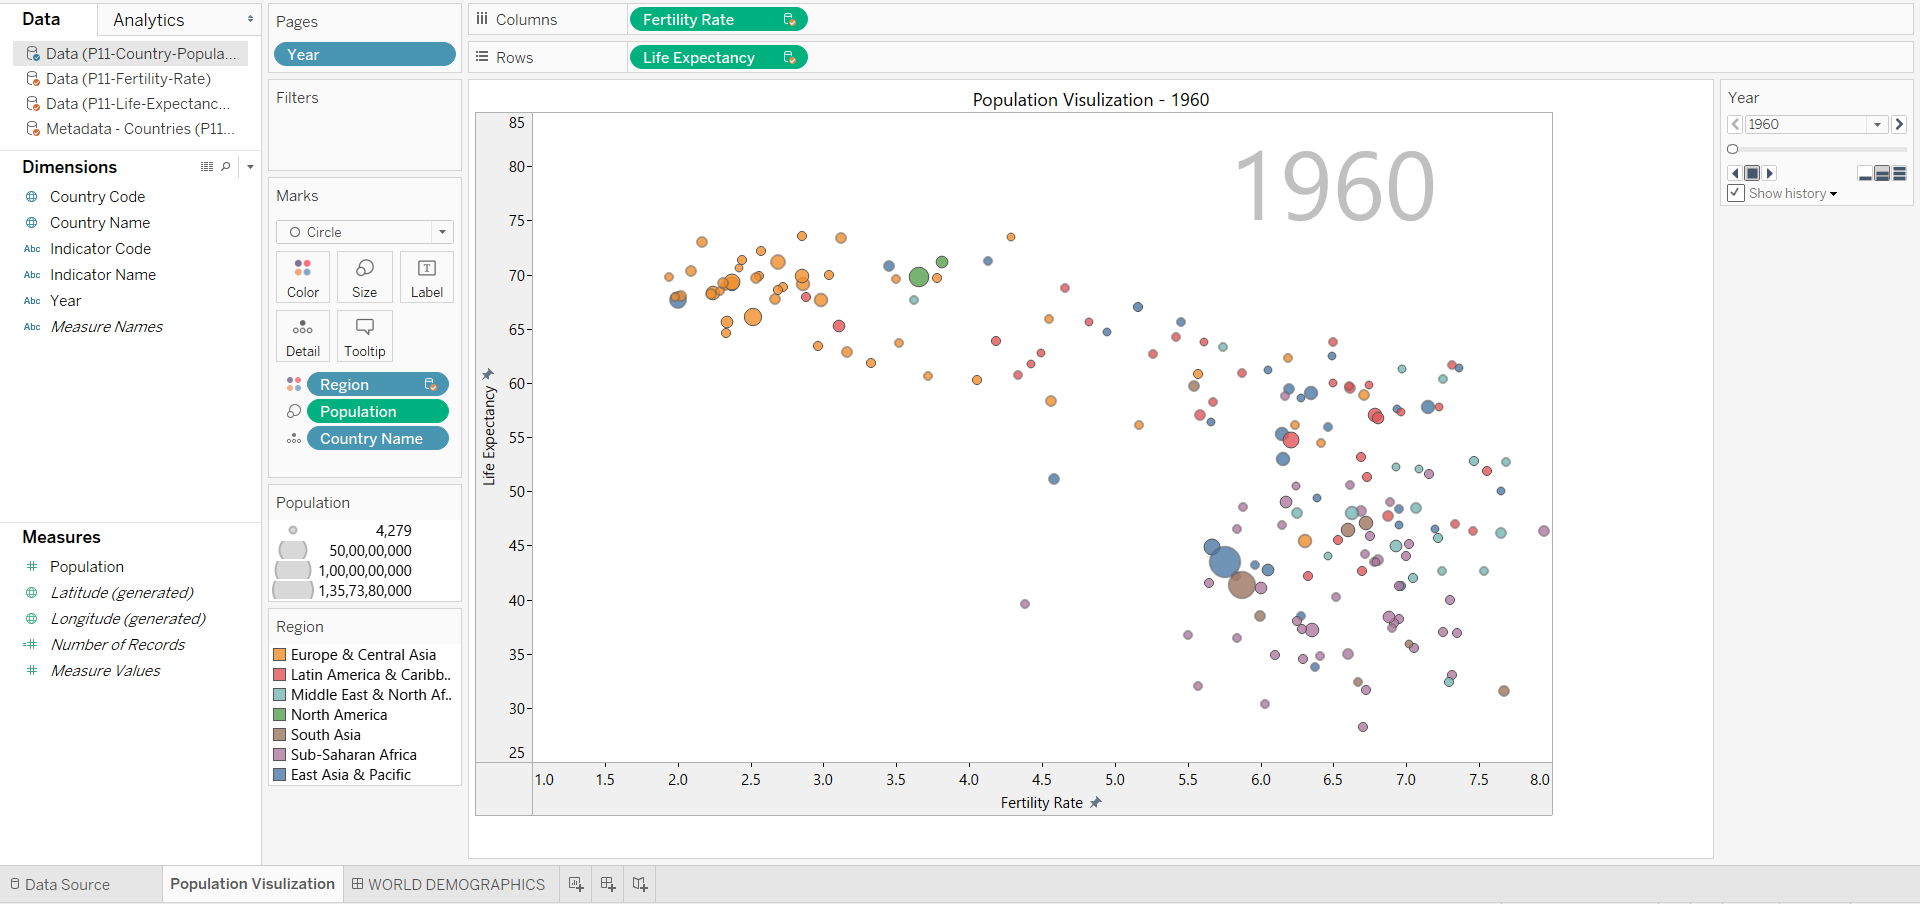 Data
Analytics
Data (P11-Country-Popula...
Data (P11-Fertility-Rate)
Data (P11-Life-Expectanc...
Metadata - Countries (P11...
Dimensions
Country Code
Country Name
Abc Indicator Code
Abc Indicator Name
Abc Year
Abc Measure Names
Measures
Population
Latitude (generated)
Longitude (generated)
Number of Records
Measure Values
Pages
Year
Filters
Marks
Circle
Color
Size
Label
Detail
Tooltip
Region
Population
Country Name
Population
4,279
50,00,00,000
1,00,00,00,000
1,35,73,80,000
Region
Europe & Central Asia
Latin America & Caribb..
Middle East & North Af..
North America
South Asia
Sub-Saharan Africa
East Asia & Pacific
Columns
Fertility Rate
Rows
Life Expectancy
Population Visulization - 1960
1960
85
80
75
70
65
60
55
50
45
40
35
30
25
Life Expectancy
1.0 1.5 2.0 2.5 3.0 3.5 4.0 4.5 5.0 5.5 6.0 6.5 7.0 7.5 8.0
Fertility Rate
Year
1960
Show history
Data Source
Population Visulization
WORLD DEMOGRAPHICS